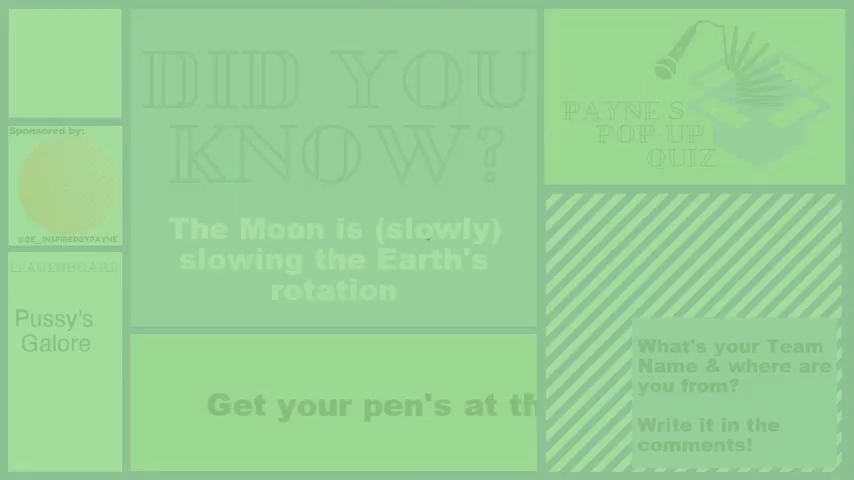 Sponsored by:
@BE_INSPIREDBYPAYNE
LEADERBOARD
Pussy's
Galore
DID YOU
KNOW?
The Moon is (slowly)
slowing the Earth's
rotation
Get your pen's at th
PAYNE'S
POP-UP
QUIZ
What's your Team
Name & where are
you from?
Write it in the
comments!